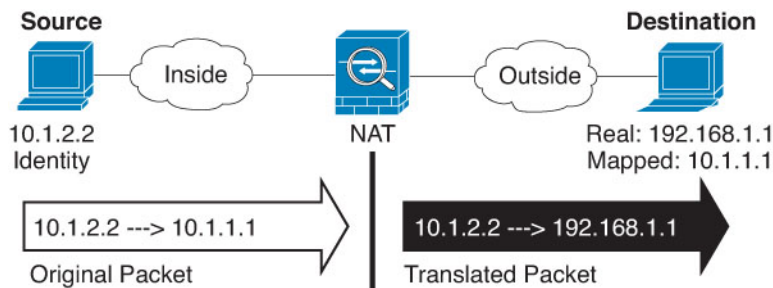 Source
Destination
Inside
Outside
10.1.2.2
Identity
NAT
Real: 192.168.1.1
Mapped: 10.1.1.1
10.1.2.2 ---> 10.1.1.1
10.1.2.2 ---> 192.168.1.1
Original Packet
Translated Packet